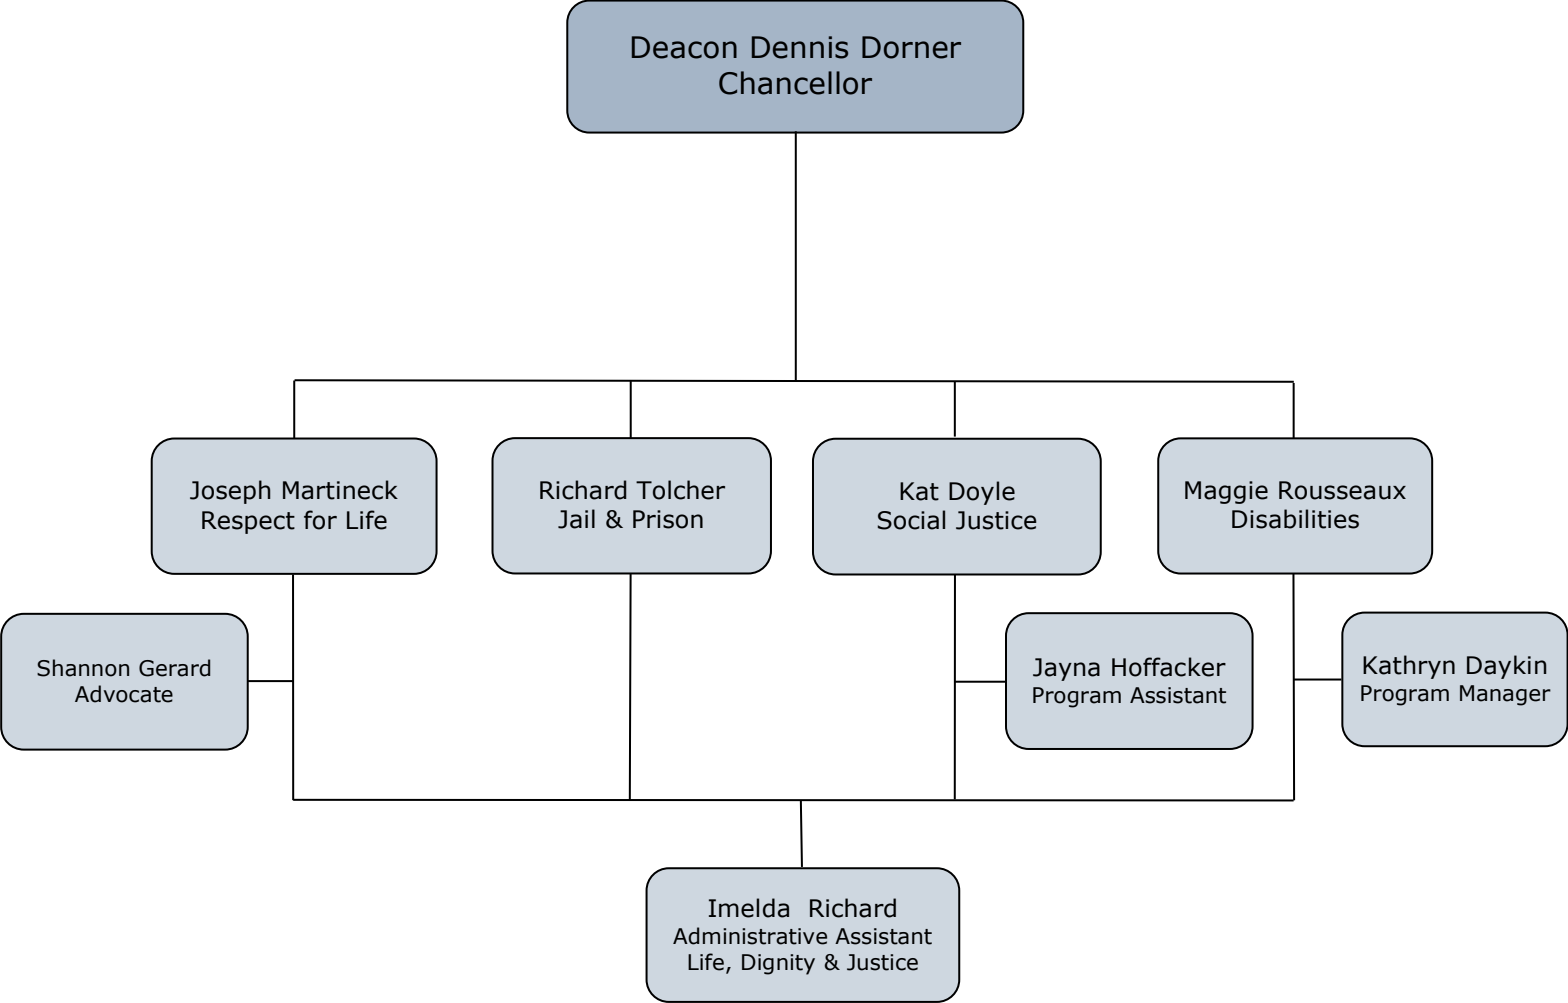 Deacon Dennis Dorner
Chancellor
Joseph Martineck
Respect for Life
Richard Tolcher
Jail & Prison
Kat Doyle
Social Justice
Maggie Rousseaux
Disabilities
Shannon Gerard
Advocate
Jayna Hoffacker
Program Assistant
Kathryn Daykin
Program Manager
Imelda  Richard
Administrative Assistant
Life, Dignity & Justice